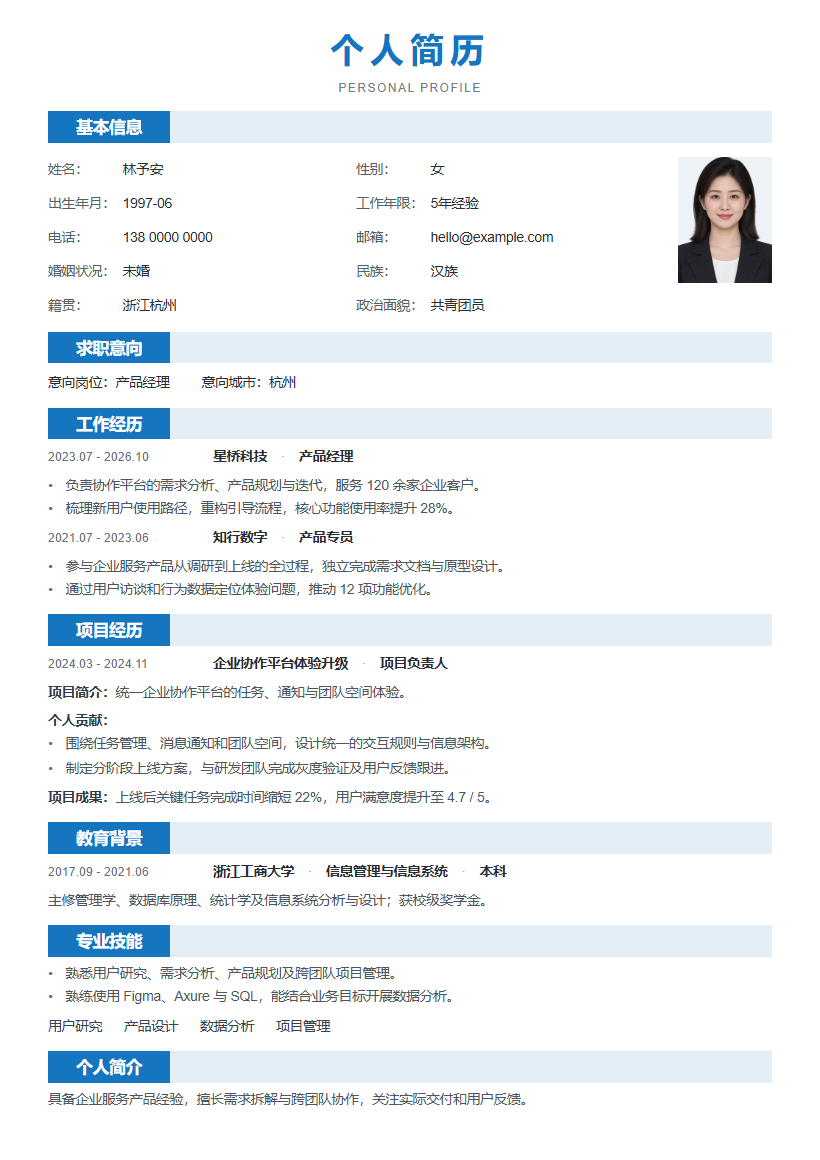 个人简历
PERSONAL PROFILE
基本信息
姓名： 林予安 性别： 女
出生年月： 1997-06 工作年限： 5年经验
电话： 138 0000 0000 邮箱： hello@example.com
婚姻状况： 未婚 民族： 汉族
籍贯： 浙江杭州 政治面貌： 共青团员
求职意向
意向岗位：产品经理 意向城市：杭州
工作经历
2023.07 - 2026.10 星桥科技 · 产品经理
• 负责协作平台的需求分析、产品规划与迭代，服务 120 余家企业客户。
• 梳理新用户使用路径，重构引导流程，核心功能使用率提升 28%。
2021.07 - 2023.06 知行数字 · 产品专员
• 参与企业服务产品从调研到上线的全过程，独立完成需求文档与原型设计。
• 通过用户访谈和行为数据定位体验问题，推动 12 项功能优化。
项目经历
2024.03 - 2024.11 企业协作平台体验升级 · 项目负责人
项目简介：统一企业协作平台的任务、通知与团队空间体验。
个人贡献：
• 围绕任务管理、消息通知和团队空间，设计统一的交互规则与信息架构。
• 制定分阶段上线方案，与研发团队完成灰度验证及用户反馈跟进。
项目成果：上线后关键任务完成时间缩短 22%，用户满意度提升至 4.7 / 5。
教育背景
2017.09 - 2021.06 浙江工商大学 · 信息管理与信息系统 · 本科
主修管理学、数据库原理、统计学及信息系统分析与设计；获校级奖学金。
专业技能
• 熟悉用户研究、需求分析、产品规划及跨团队项目管理。
• 熟练使用 Figma、Axure 与 SQL，能结合业务目标开展数据分析。
用户研究 产品设计 数据分析 项目管理
个人简介
具备企业服务产品经验，擅长需求拆解与跨团队协作，关注实际交付和用户反馈。